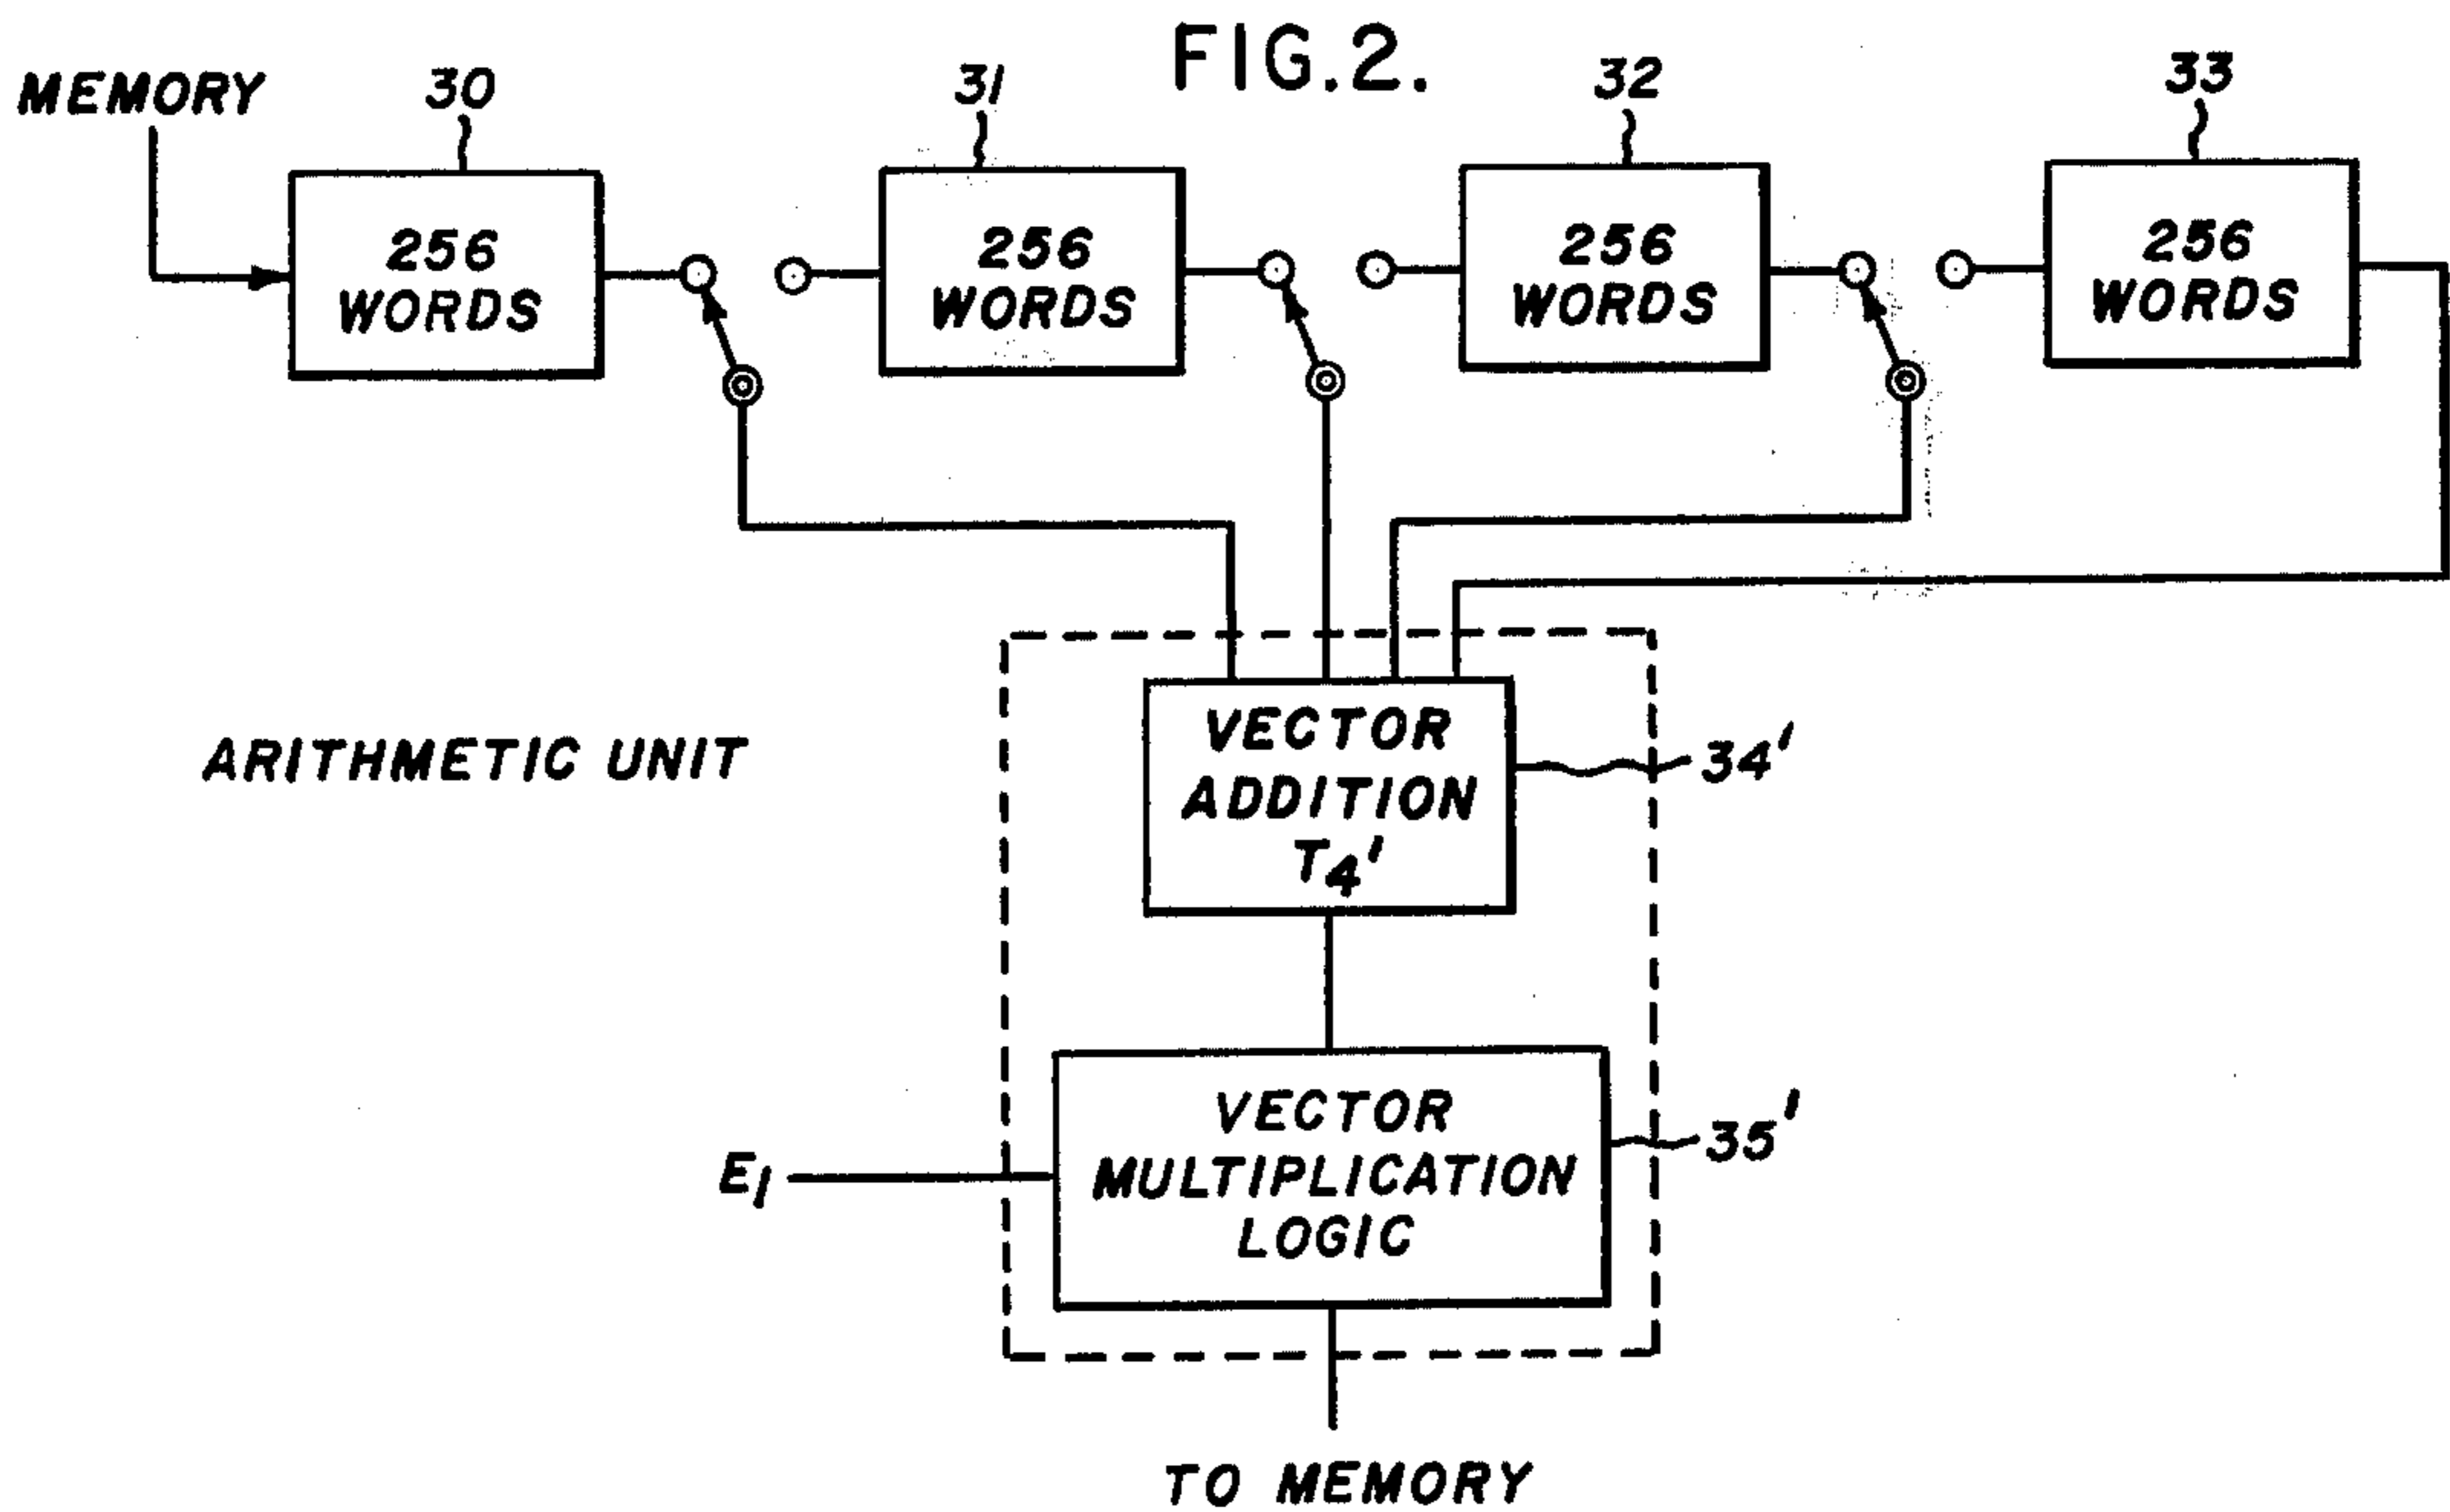 FIG.2.
MEMORY
30
31
32
33
256
WORDS
256
WORDS
256
WORDS
256
WORDS
VECTOR
ADDITION
T4'
34'
ARITHMETIC UNIT
VECTOR
MULTIPLICATION
LOGIC
35'
E1
TO MEMORY